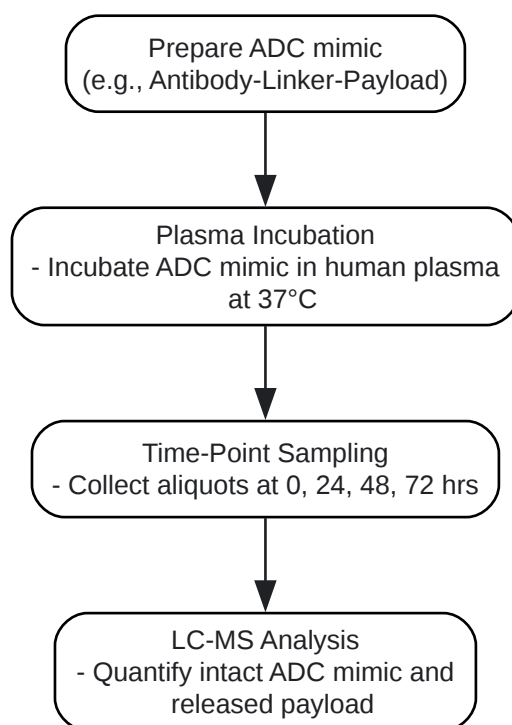 Prepare ADC mimic
(e.g., Antibody-Linker-Payload)
Plasma Incubation
- Incubate ADC mimic in human plasma
at 37°C
Time-Point Sampling
- Collect aliquots at 0, 24, 48, 72 hrs
LC-MS Analysis
- Quantify intact ADC mimic and
released payload